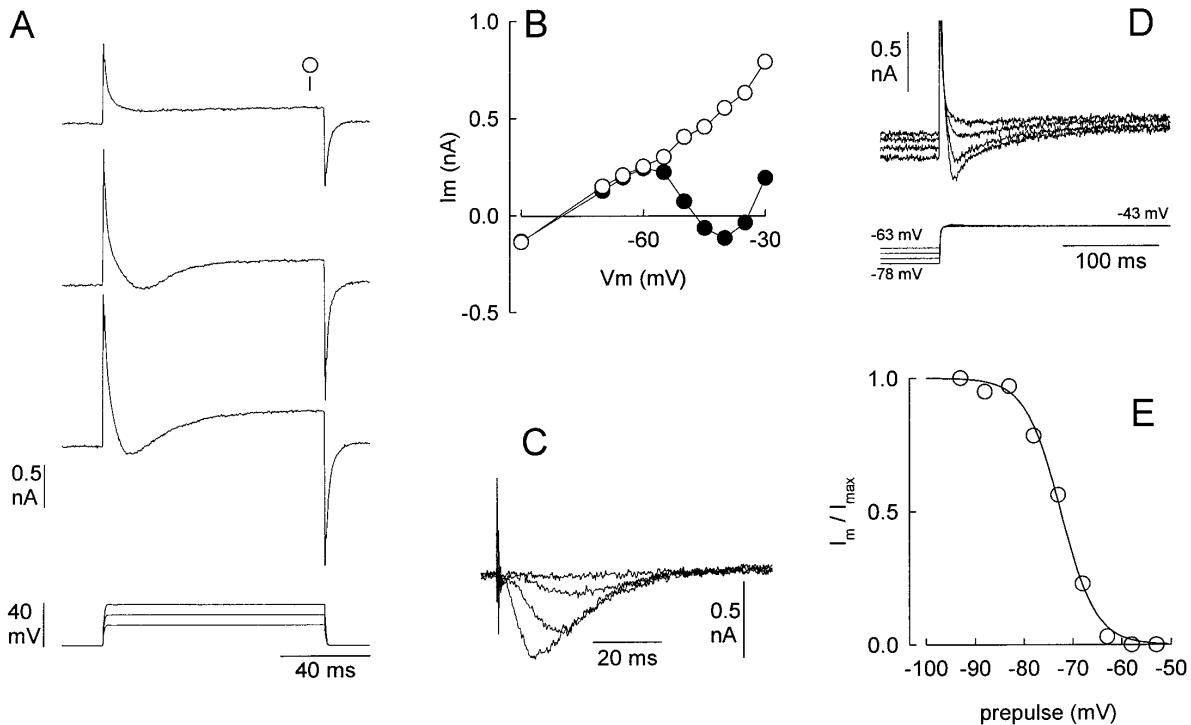 A
0.5
nA
40
mV
40 ms
B
1.0
0.5
0.0
-0.5
Im (nA)
-60
-30
Vm (mV)
C
20 ms
0.5
nA
D
0.5
nA
-43 mV
-63 mV
-78 mV
100 ms
E
1.0
0.5
0.0
Im / Imax
-100 -90 -80 -70 -60 -50
prepulse (mV)